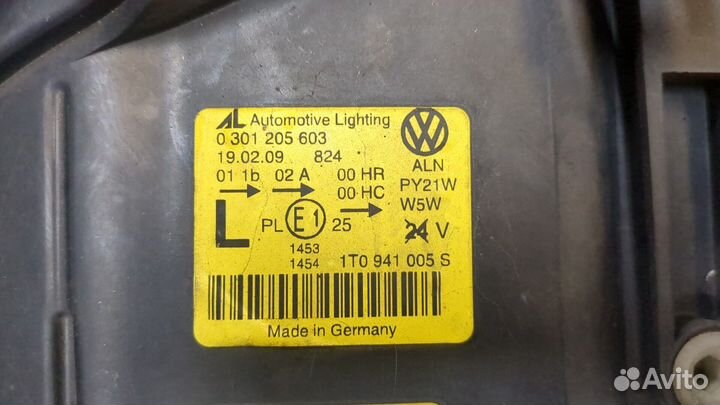 AL Automotive Lighting
0 301 205 603
19.02.09 824
ALN
01 1b 02 A 00 HR
00 HC
PY21W
W5W
L PL E1 25
24 V
1453
1454
1T0 941 005 S
Made in Germany
Avito